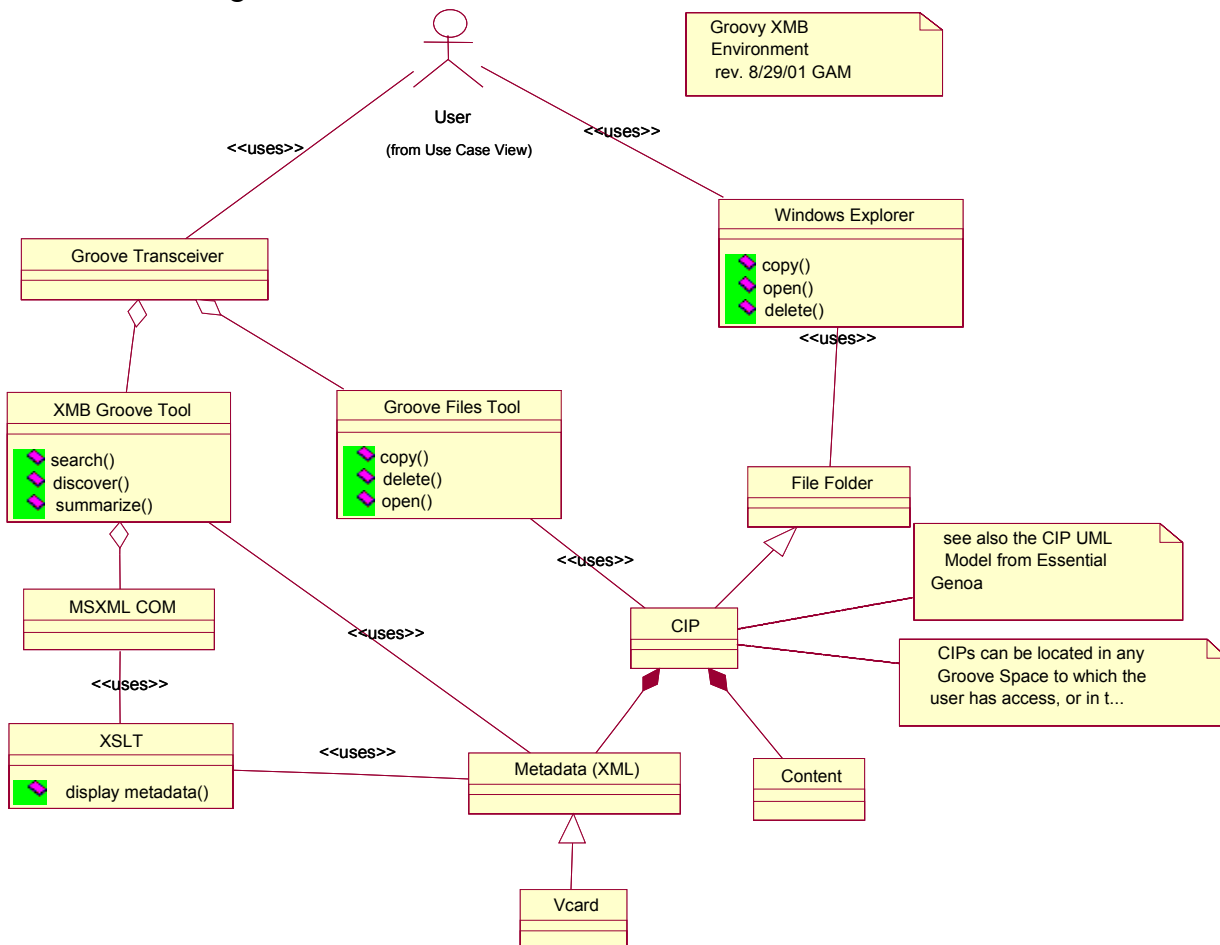 Groovy XMB
Environment
rev. 8/29/01 GAM
User
(from Use Case View)
<<uses>>
<<uses>>
Groove Transceiver
Windows Explorer
copy()
open()
delete()
<<uses>>
XMB Groove Tool
search()
discover()
summarize()
Groove Files Tool
copy()
delete()
open()
File Folder
<<uses>>
see also the CIP UML
Model from Essential
Genoa
MSXML COM
<<uses>>
CIP
CIPs can be located in any
Groove Space to which the
user has access, or in t...
<<uses>>
XSLT
display metadata()
<<uses>>
Metadata (XML)
Content
Vcard